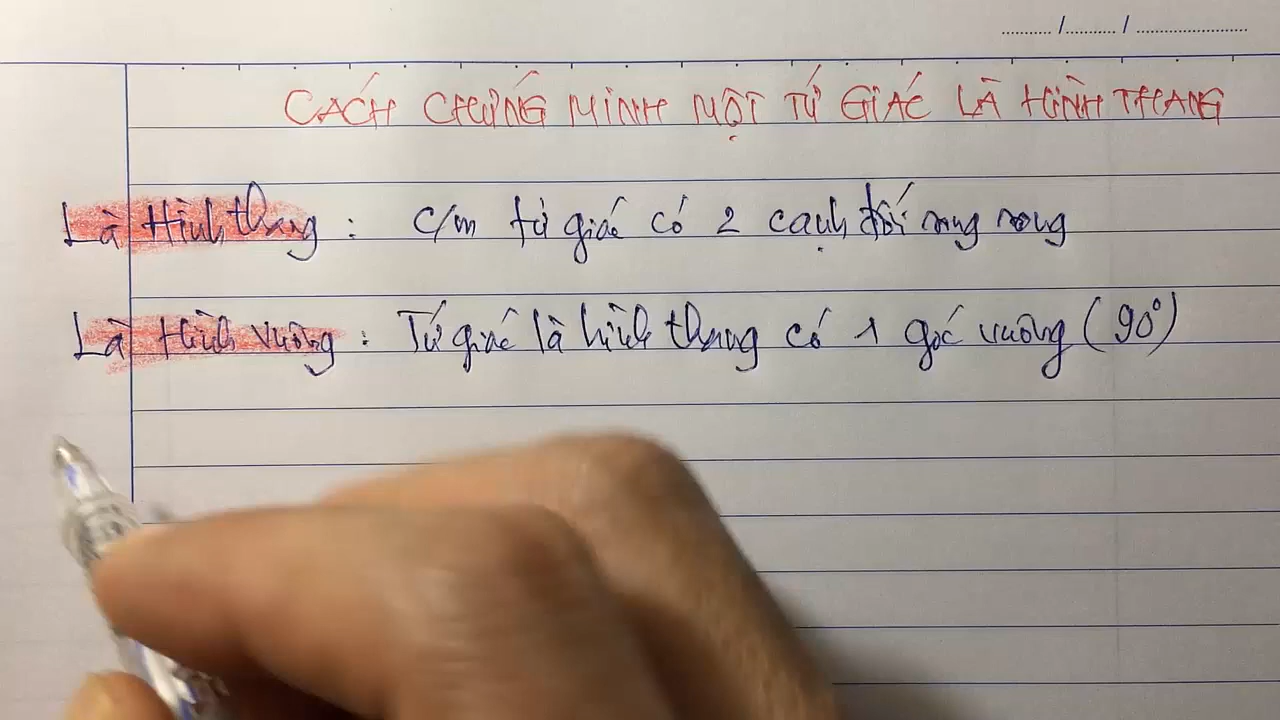 ........... /........... / ........................
CÁCH CHỨNG MINH MỘT TỨ GIÁC LÀ HÌNH THANG
Là Hình thang : c/m tứ giác có 2 cạnh đối song song
Là Hình vuông : Tứ giác là hình thang có 1 góc vuông (90°)